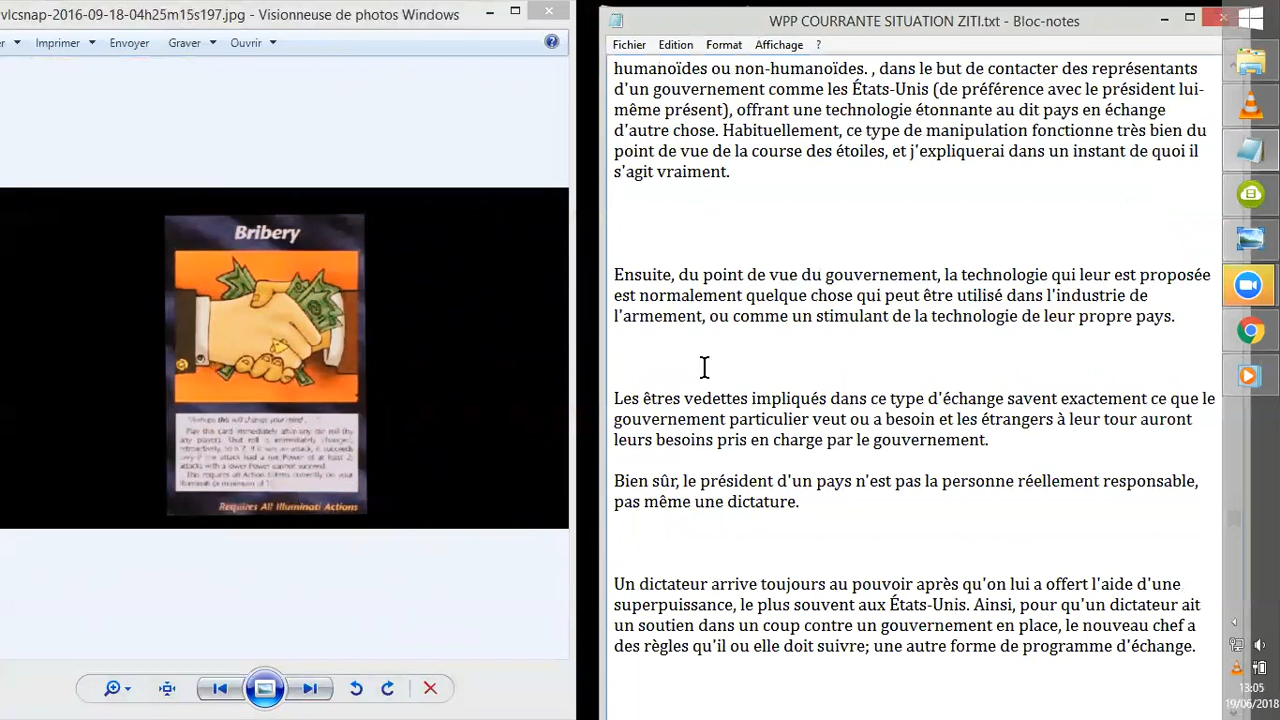 vlcsnap-2016-09-18-04h25m15s197.jpg - Visionneuse de photos Windows
Imprimer
Envoyer
Graver
Ouvrir
Bribery
Requires All Illuminati Actions
WPP COURRANTE SITUATION ZITI.txt - Bloc-notes
Fichier Edition Format Affichage ?
humanoïdes ou non-humanoïdes. , dans le but de contacter des représentants
d'un gouvernement comme les États-Unis (de préférence avec le président lui-
même présent), offrant une technologie étonnante au dit pays en échange
d'autre chose. Habituellement, ce type de manipulation fonctionne très bien du
point de vue de la course des étoiles, et j'expliquerai dans un instant de quoi il
s'agit vraiment.
Ensuite, du point de vue du gouvernement, la technologie qui leur est proposée
est normalement quelque chose qui peut être utilisé dans l'industrie de
l'armement, ou comme un stimulant de la technologie de leur propre pays.
Les êtres vedettes impliqués dans ce type d'échange savent exactement ce que le
gouvernement particulier veut ou a besoin et les étrangers à leur tour auront
leurs besoins pris en charge par le gouvernement.
Bien sûr, le président d'un pays n'est pas la personne réellement responsable,
pas même une dictature.
Un dictateur arrive toujours au pouvoir après qu'on lui a offert l'aide d'une
superpuissance, le plus souvent aux États-Unis. Ainsi, pour qu'un dictateur ait
un soutien dans un coup contre un gouvernement en place, le nouveau chef a
des règles qu'il ou elle doit suivre; une autre forme de programme d'échange.
13:05
19/06/2018